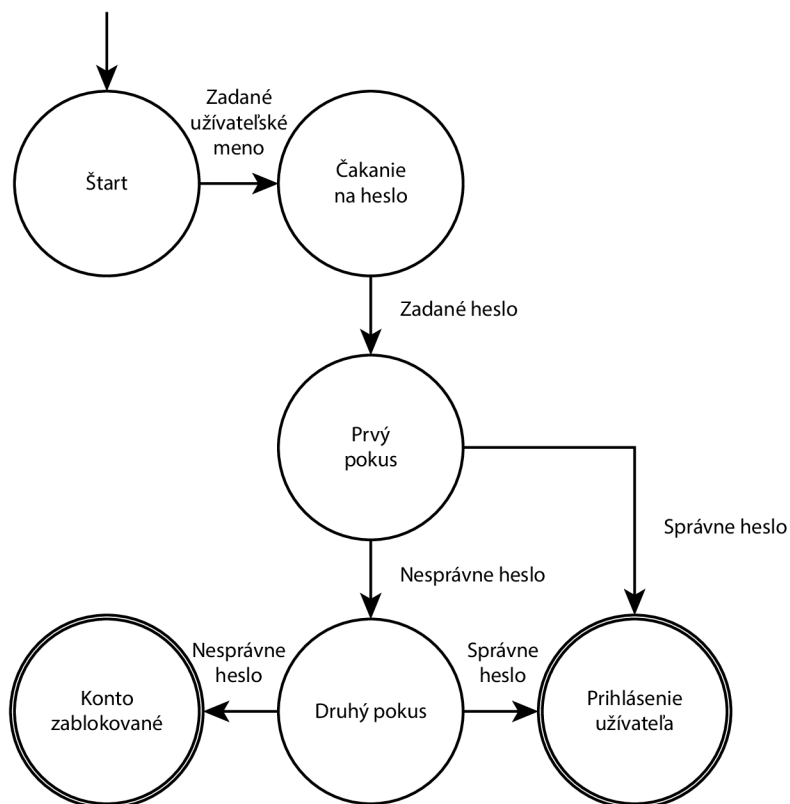 Zadané
užívateľské
meno
Štart
Čakanie
na heslo
Zadané heslo
Prvý
pokus
Správne heslo
Nesprávne heslo
Nesprávne
heslo
Správne
heslo
Konto
zablokované
Druhý pokus
Prihlásenie
užívateľa